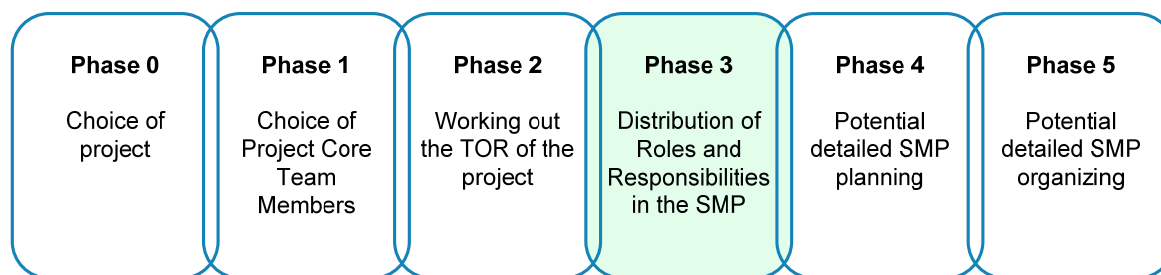 Phase 0
Choice of
project
Phase 1
Choice of
Project Core
Team
Members
Phase 2
Working out
the TOR of the
project
Phase 3
Distribution of
Roles and
Responsibilities
in the SMP
Phase 4
Potential
detailed SMP
planning
Phase 5
Potential
detailed SMP
organizing